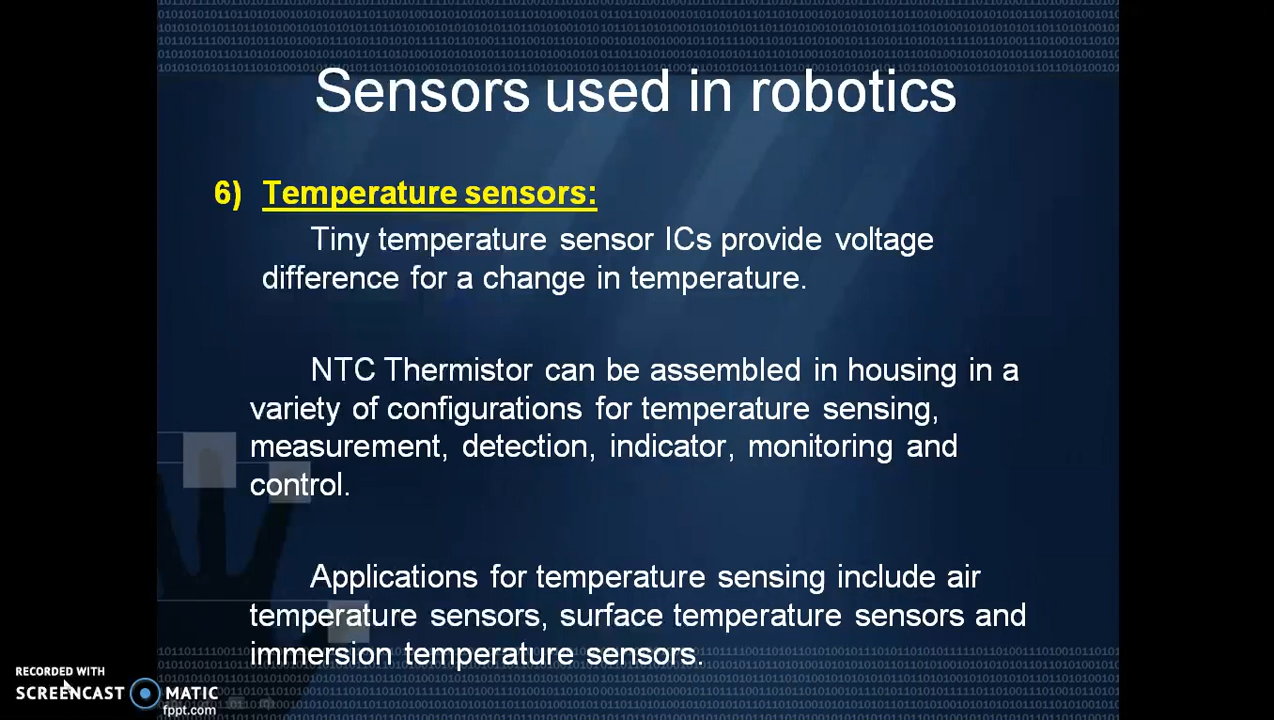 Sensors used in robotics
6) Temperature sensors:
Tiny temperature sensor ICs provide voltage
difference for a change in temperature.
NTC Thermistor can be assembled in housing in a
variety of configurations for temperature sensing,
measurement, detection, indicator, monitoring and
control.
Applications for temperature sensing include air
temperature sensors, surface temperature sensors and
immersion temperature sensors.
RECORDED WITH
SCREENCAST MATIC
fppt.com